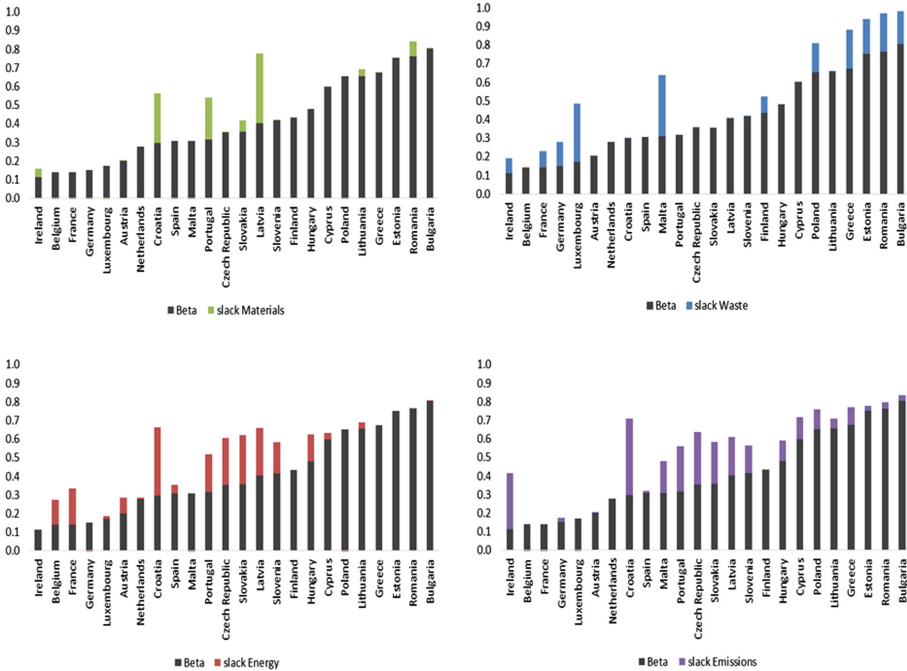 1.0
0.9
0.8
0.7
0.6
0.5
0.4
0.3
0.2
0.1
0.0
Ireland
Belgium
France
Germany
Luxembourg
Austria
Netherlands
Croatia
Spain
Malta
Portugal
Czech Republic
Slovakia
Latvia
Slovenia
Finland
Hungary
Cyprus
Poland
Lithuania
Greece
Estonia
Romania
Bulgaria
Beta slack Materials
1.0
0.9
0.8
0.7
0.6
0.5
0.4
0.3
0.2
0.1
0.0
Ireland
Belgium
France
Germany
Luxembourg
Austria
Netherlands
Croatia
Spain
Malta
Portugal
Czech Republic
Slovakia
Latvia
Slovenia
Finland
Hungary
Cyprus
Poland
Lithuania
Greece
Estonia
Romania
Bulgaria
Beta slack Waste
1.0
0.9
0.8
0.7
0.6
0.5
0.4
0.3
0.2
0.1
0.0
Ireland
Belgium
France
Germany
Luxembourg
Austria
Netherlands
Croatia
Spain
Malta
Portugal
Czech Republic
Slovakia
Latvia
Slovenia
Finland
Hungary
Cyprus
Poland
Lithuania
Greece
Estonia
Romania
Bulgaria
Beta slack Energy
1.0
0.9
0.8
0.7
0.6
0.5
0.4
0.3
0.2
0.1
0.0
Ireland
Belgium
France
Germany
Luxembourg
Austria
Netherlands
Croatia
Spain
Malta
Portugal
Czech Republic
Slovakia
Latvia
Slovenia
Finland
Hungary
Cyprus
Poland
Lithuania
Greece
Estonia
Romania
Bulgaria
Beta slack Emissions